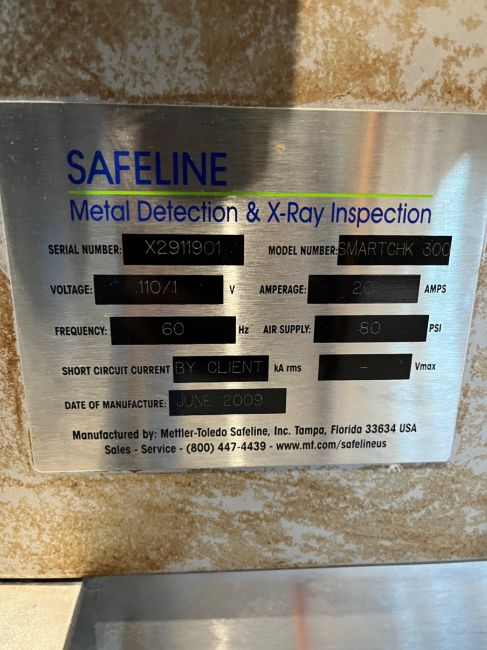 SAFELINE
Metal Detection & X-Ray Inspection
SERIAL NUMBER: X2911901 MODEL NUMBER: SMARTCHK 300
VOLTAGE: 110/1 V AMPERAGE: 20 AMPS
FREQUENCY: 60 Hz AIR SUPPLY: 80 PSI
SHORT CIRCUIT CURRENT BY CLIENT kA rms - Vmax
DATE OF MANUFACTURE: JUNE 2009
Manufactured by: Mettler-Toledo Safeline, Inc. Tampa, Florida 33634 USA
Sales - Service - (800) 447-4439 - www.mt.com/safelineus